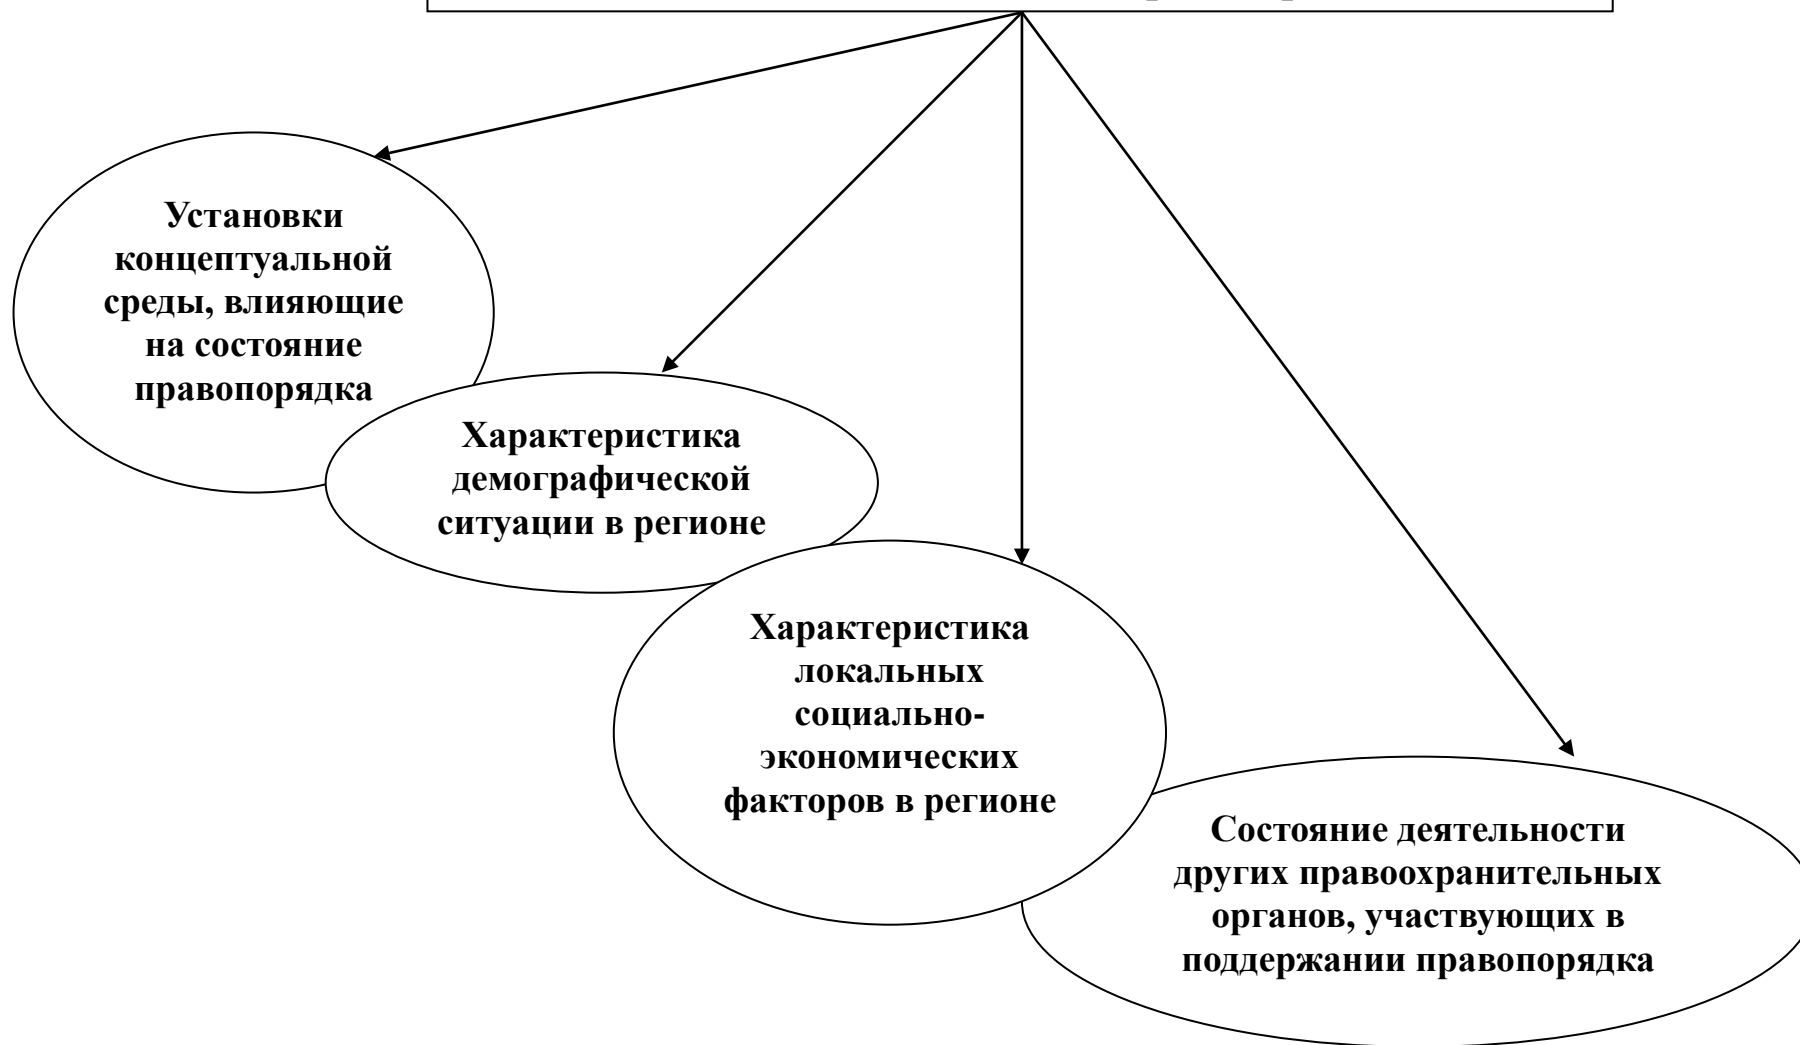 Установки
концептуальной
среды, влияющие
на состояние
правопорядка
Характеристика
демографической
ситуации в регионе
Характеристика
локальных
социально-
экономических
факторов в регионе
Состояние деятельности
других правоохранительных
органов, участвующих в
поддержании правопорядка